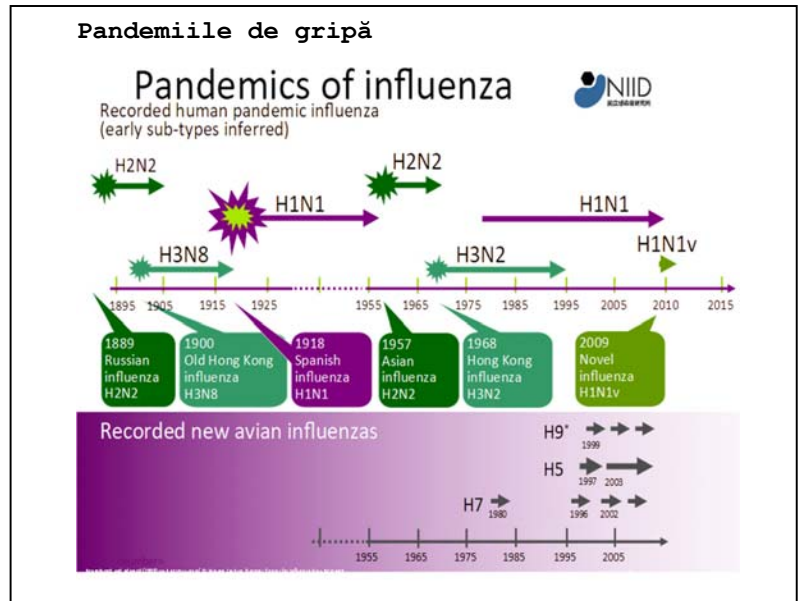 Pandemiile de gripă
Pandemics of influenza
NIID
Recorded human pandemic influenza
(early sub-types inferred)
H2N2
H2N2
H1N1
H1N1
H3N8
H3N2
H1N1v
1895 1905 1915 1925 1955 1965 1975 1985 1995 2005 2010 2015
1889
Russian
influenza
H2N2
1900
Old Hong Kong
influenza
H3N8
1918
Spanish
influenza
H1N1
1957
Asian
influenza
H2N2
1968
Hong Kong
influenza
H3N2
2009
Novel
influenza
H1N1v
Recorded new avian influenzas
H9*
1999
H5
1997 2003
H7
1980 1996 2002
1955 1965 1975 1985 1995 2005